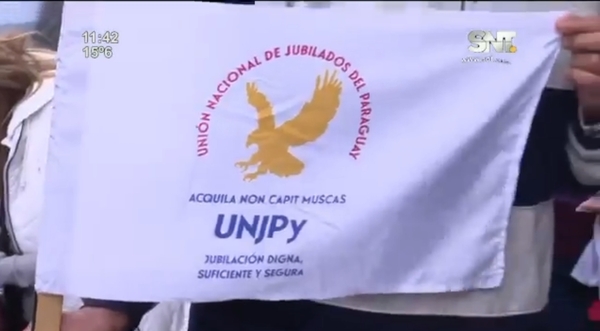 11:42
15°6
SNT
UNIÓN NACIONAL DE JUBILADOS DEL PARAGUAY
ACQUILA NON CAPIT MUSCAS
UNJPy
JUBILACIÓN DIGNA,
SUFICIENTE Y SEGURA